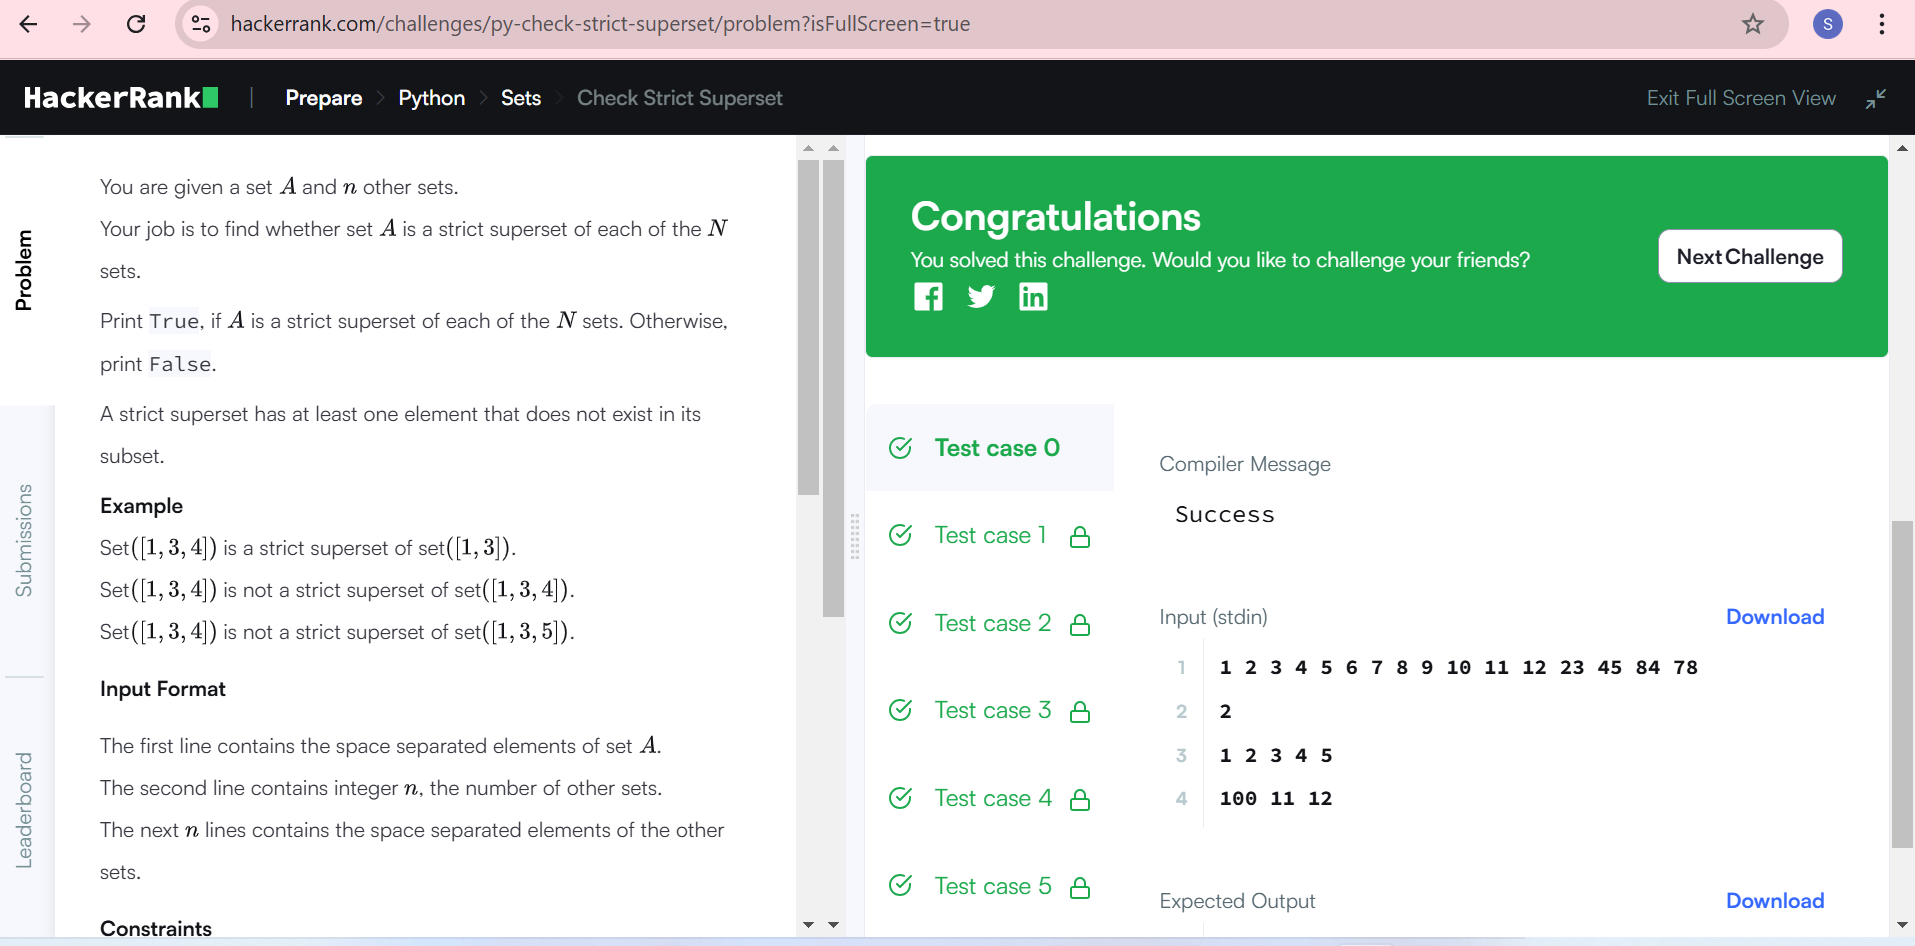 hackerrank.com/challenges/py-check-strict-superset/problem?isFullScreen=true
S
HackerRank
Prepare > Python > Sets > Check Strict Superset
Exit Full Screen View
Problem
Submissions
Leaderboard
You are given a set A and n other sets.
Your job is to find whether set A is a strict superset of each of the N
sets.
Print True, if A is a strict superset of each of the N sets. Otherwise,
print False.
A strict superset has at least one element that does not exist in its
subset.
Example
Set([1, 3, 4]) is a strict superset of set([1, 3]).
Set([1, 3, 4]) is not a strict superset of set([1, 3, 4]).
Set([1, 3, 4]) is not a strict superset of set([1, 3, 5]).
Input Format
The first line contains the space separated elements of set A.
The second line contains integer n, the number of other sets.
The next n lines contains the space separated elements of the other
sets.
Constraints
Congratulations
You solved this challenge. Would you like to challenge your friends?
Next Challenge
Test case 0
Test case 1
Test case 2
Test case 3
Test case 4
Test case 5
Compiler Message
Success
Input (stdin)
Download
1 1 2 3 4 5 6 7 8 9 10 11 12 23 45 84 78
2 2
3 1 2 3 4 5
4 100 11 12
Expected Output
Download